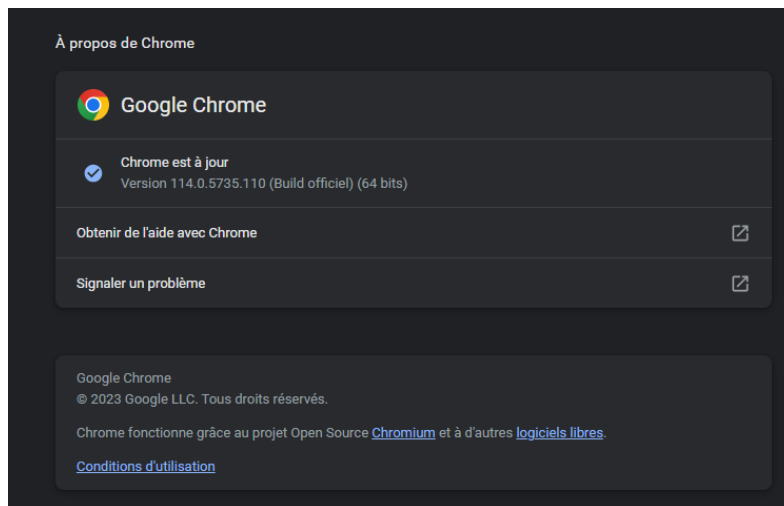 À propos de Chrome
Google Chrome
Chrome est à jour
Version 114.0.5735.110 (Build officiel) (64 bits)
Obtenir de l'aide avec Chrome
Signaler un problème
Google Chrome
© 2023 Google LLC. Tous droits réservés.
Chrome fonctionne grâce au projet Open Source Chromium et à d'autres logiciels libres.
Conditions d'utilisation